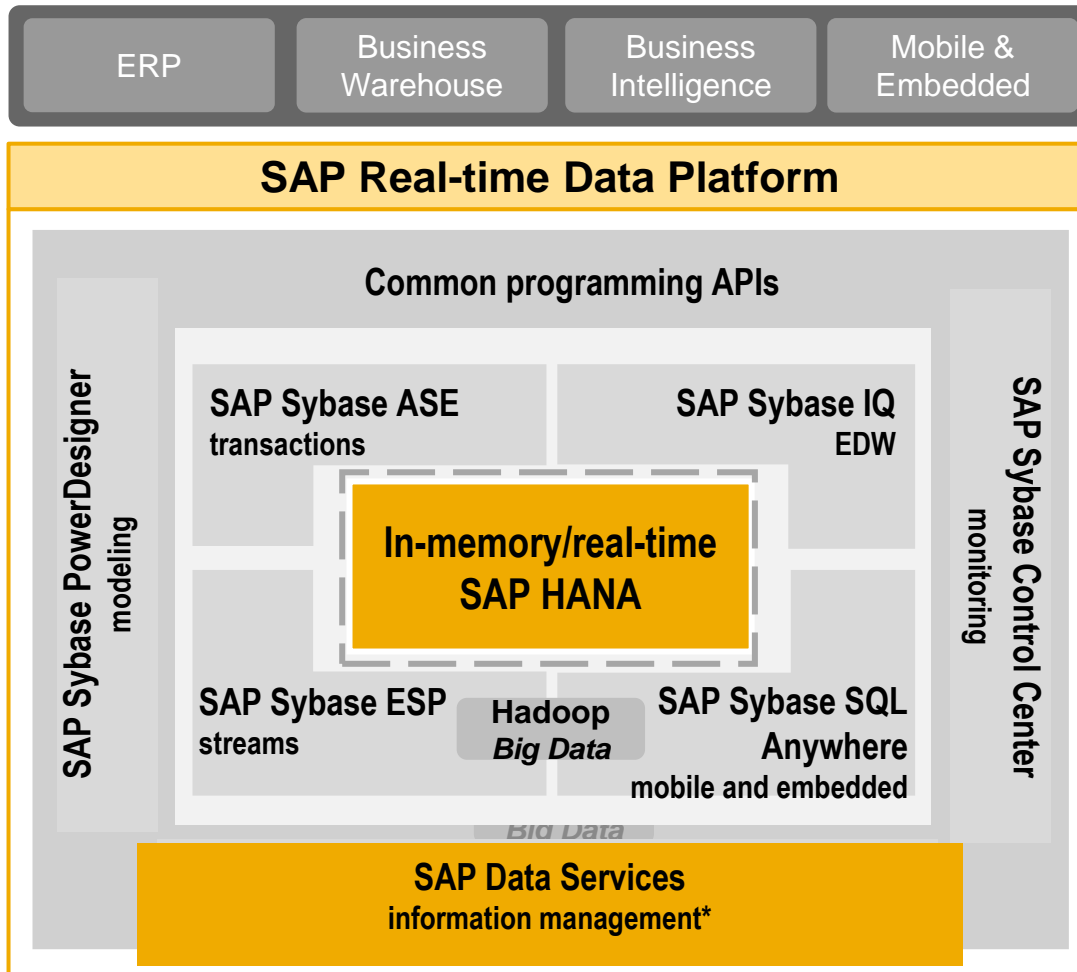 ERP
Business
Warehouse
Business
Intelligence
Mobile &
Embedded
SAP Real-time Data Platform
Common programming APIs
SAP Sybase PowerDesigner
modeling
SAP Sybase ASE
transactions
SAP Sybase IQ
EDW
In-memory/real-time
SAP HANA
SAP Sybase ESP
streams
Hadoop
Big Data
SAP Sybase SQL
Anywhere
mobile and embedded
SAP Sybase Control Center
monitoring
Big Data
SAP Data Services
information management*